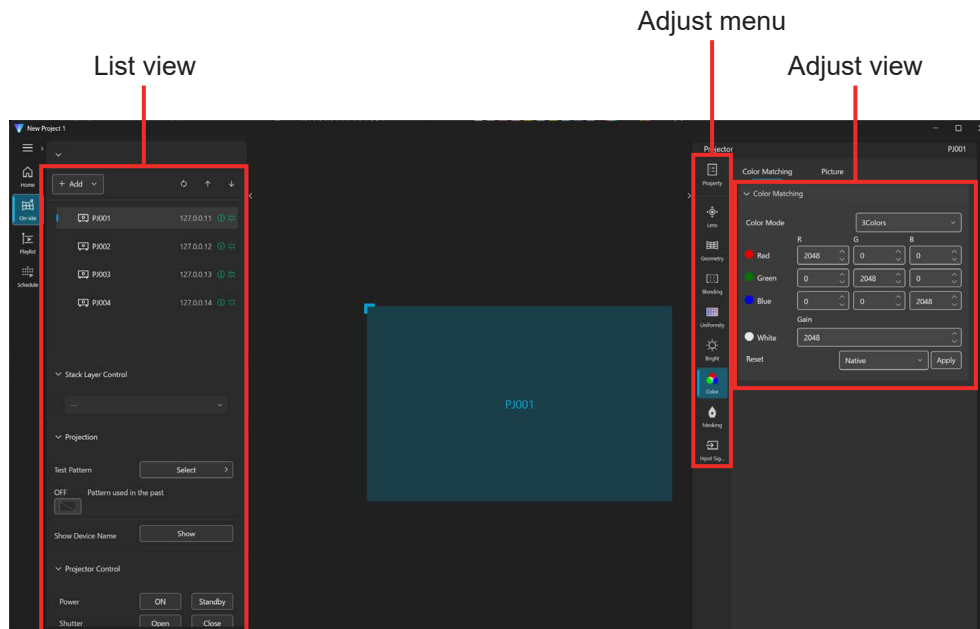 Adjust menu
List view
Adjust view
New Project 1
Projector
PJ001
Home
On-site
Playlist
Schedule
+ Add
PJ001 127.0.0.11
PJ002 127.0.0.12
PJ003 127.0.0.13
PJ004 127.0.0.14
Stack Layer Control
---
Projection
Test Pattern Select
OFF Pattern used in the past
Show Device Name Show
Projector Control
Power ON Standby
Shutter Open Close
PJ001
Property
Lens
Geometry
Blending
Uniformity
Bright
Color
Masking
Input Sig...
Color Matching Picture
Color Matching
Color Mode 3Colors
R G B
Red 2048 0 0
Green 0 2048 0
Blue 0 0 2048
Gain
White 2048
Reset Native Apply